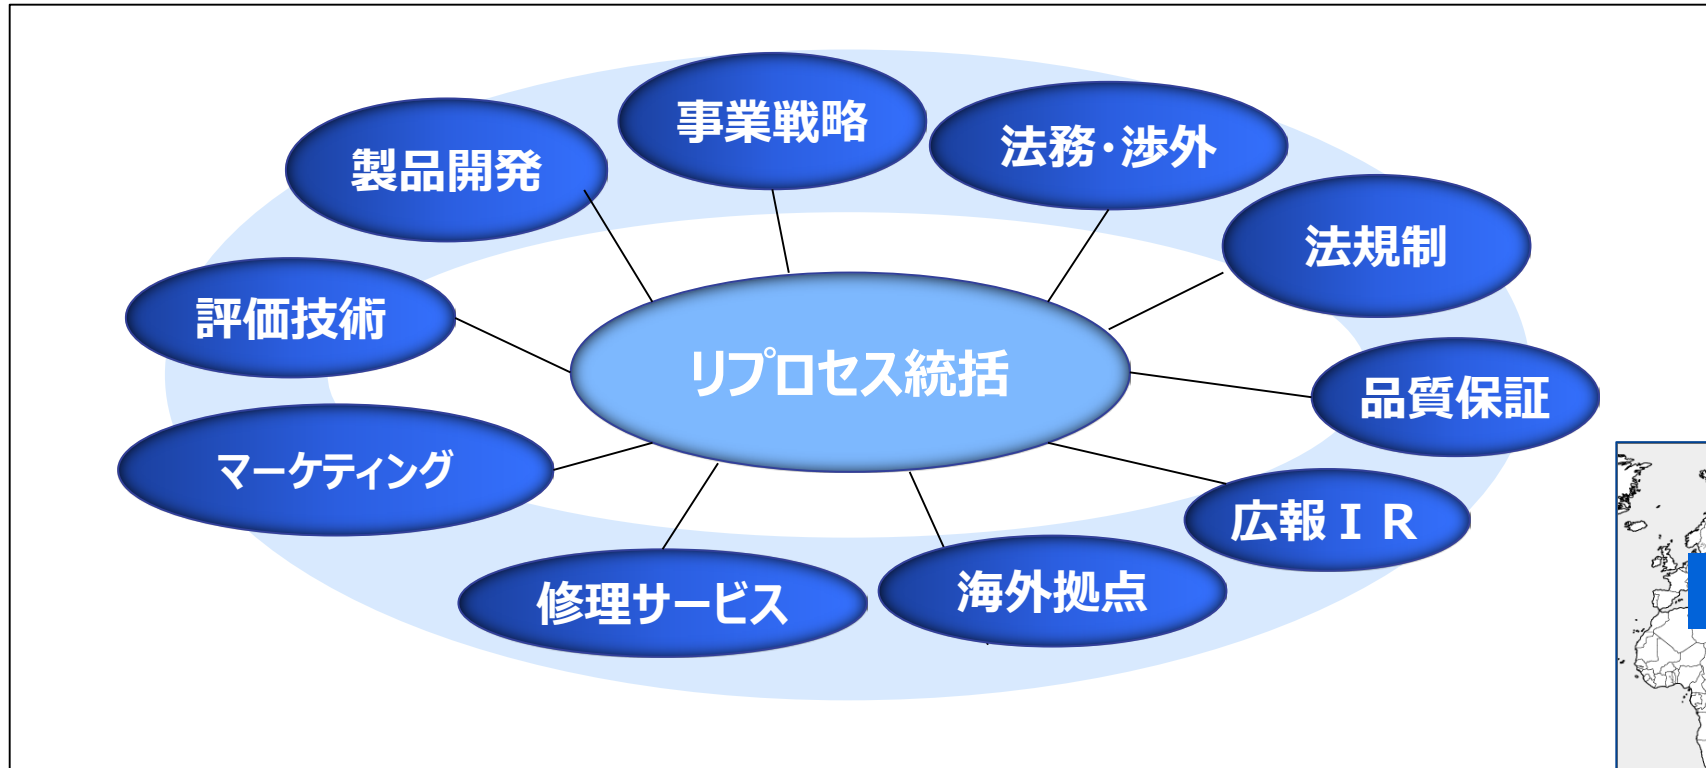 事業戦略
法務・渉外
製品開発
法規制
評価技術
リプロセス統括
品質保証
マーケティング
広報ＩＲ
海外拠点
修理サービス